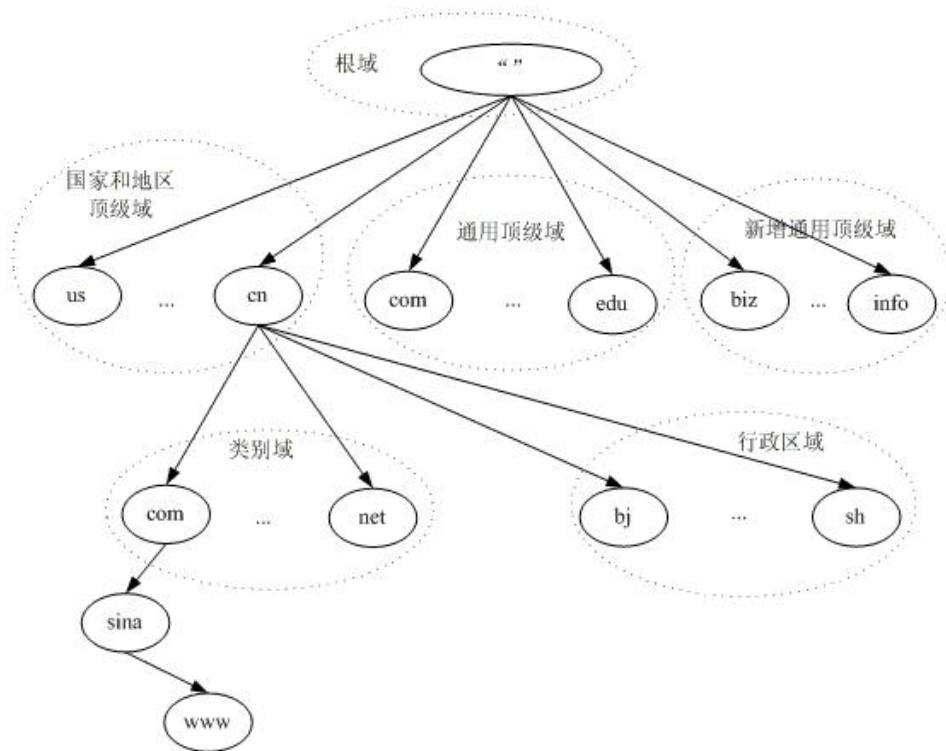 根域
“ ”
国家和地区
顶级域
通用顶级域
新增通用顶级域
us
...
cn
com
...
edu
biz
...
info
类别域
行政区域
com
...
net
bj
...
sh
sina
www